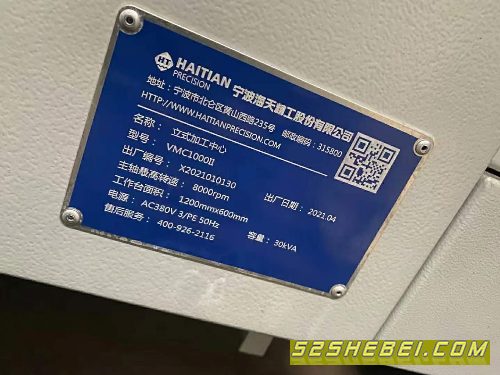 HT
HAITIAN
PRECISION
宁波海天精工股份有限公司
地址：宁波市北仑区黄山西路235号
邮政编码：315800
HTTP://WWW.HAITIANPRECISION.COM
名称： 立式加工中心
型号： VMC1000II
出厂编号： X2021010130
出厂日期： 2021.04
主轴最高转速： 8000rpm
工作台面积： 1200mmx600mm
电源： AC380V 3/PE 50Hz
容量： 30kVA
售后服务： 400-926-2116
52SHEBEI.COM